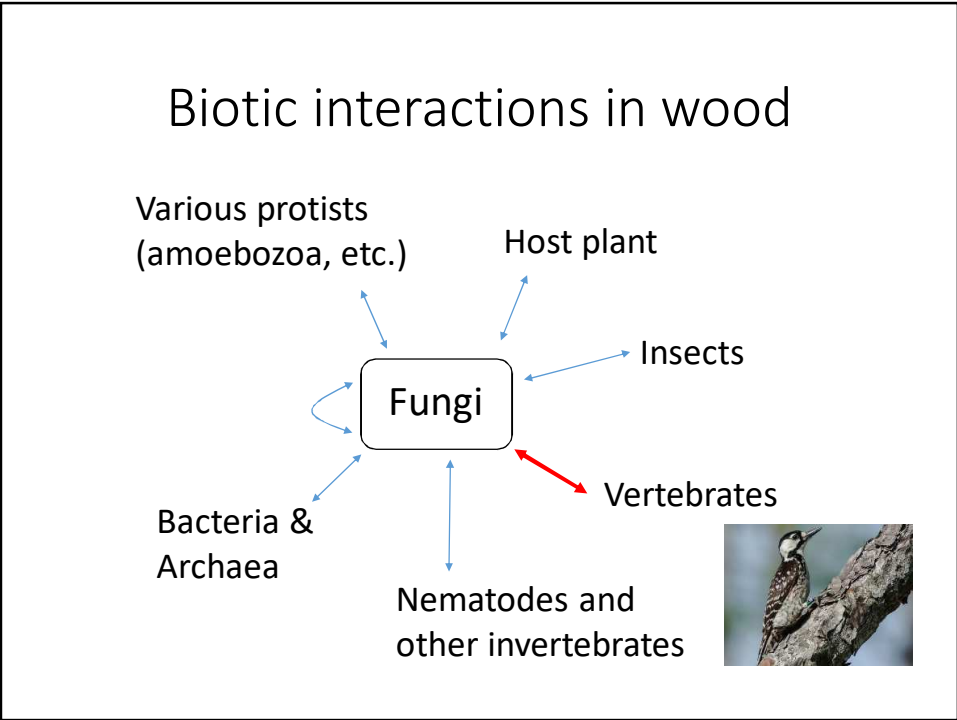 Biotic interactions in wood
Various protists
(amoebozoa, etc.)
Host plant
Insects
Fungi
Vertebrates
Bacteria &
Archaea
Nematodes and
other invertebrates